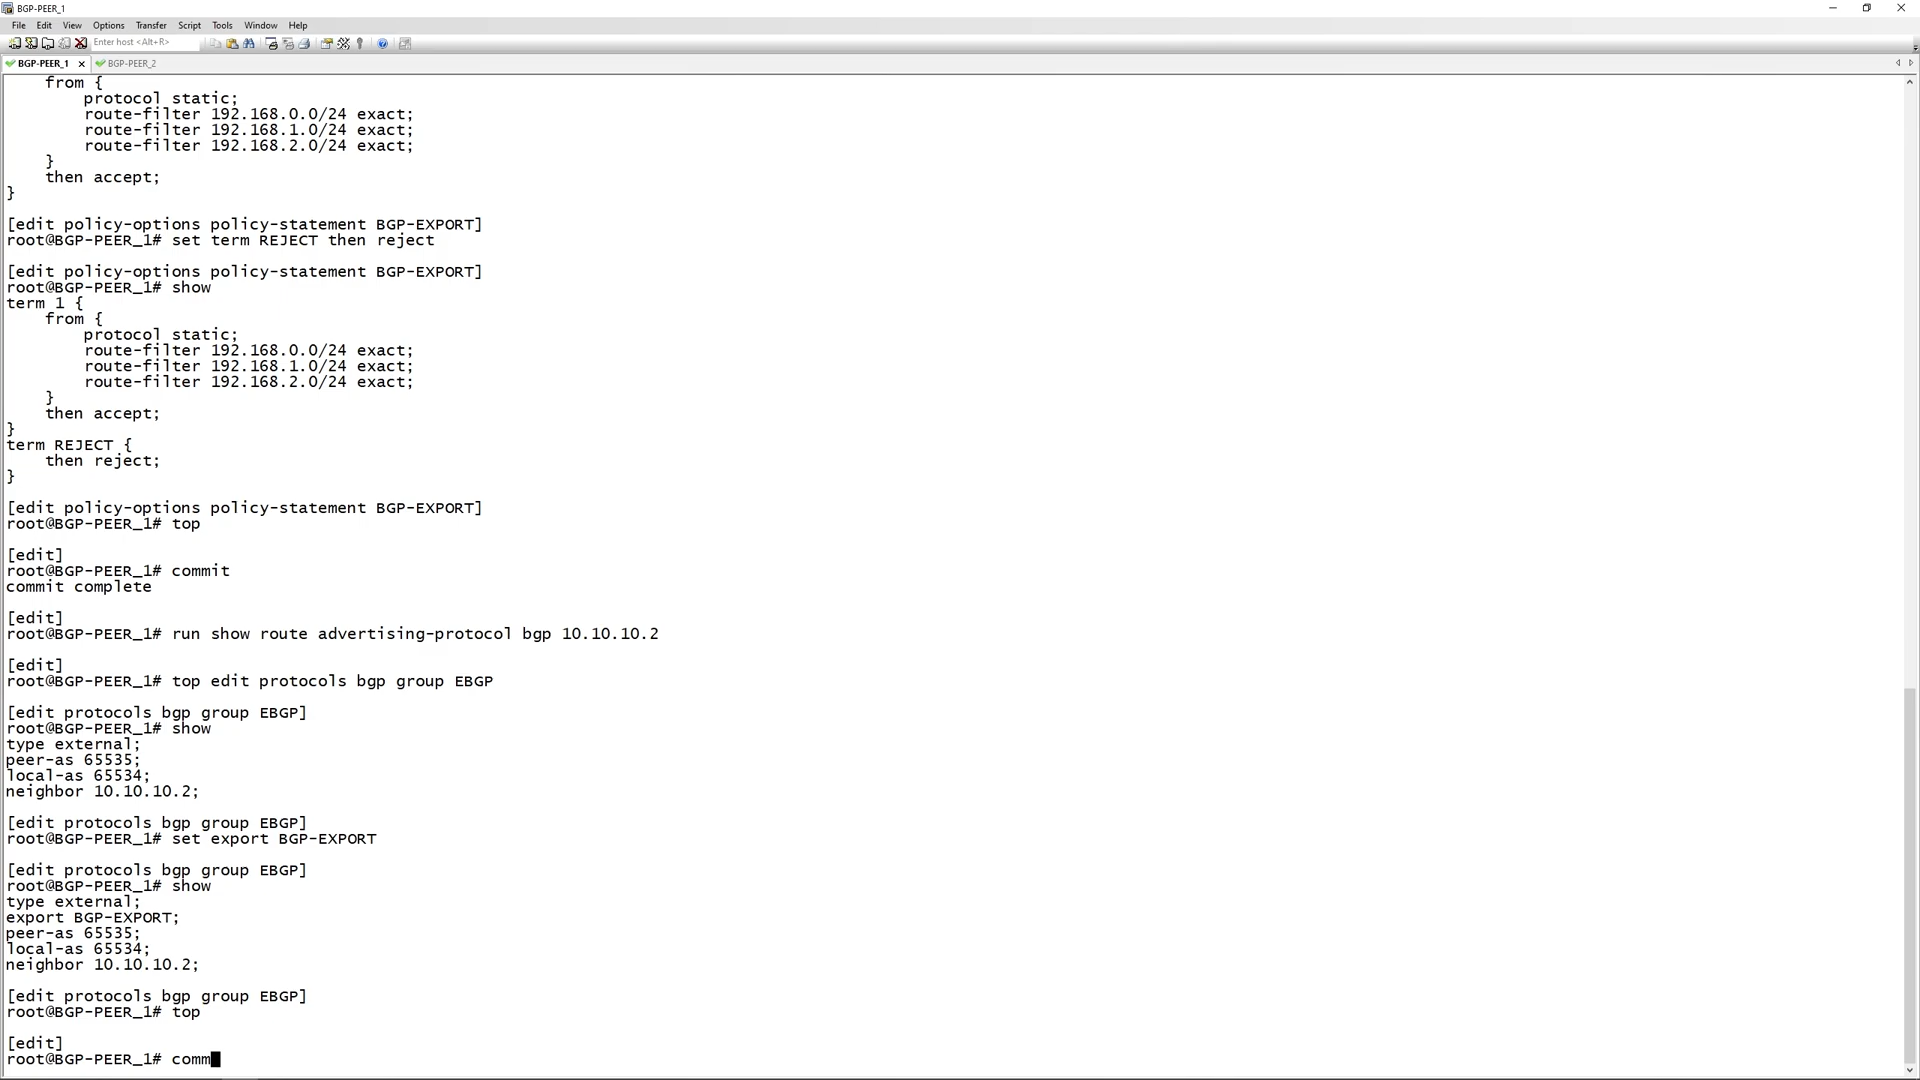 BGP-PEER_1
File Edit View Options Transfer Script Tools Window Help
Enter host <Alt+R>
BGP-PEER_1 BGP-PEER_2
    from {
        protocol static;
        route-filter 192.168.0.0/24 exact;
        route-filter 192.168.1.0/24 exact;
        route-filter 192.168.2.0/24 exact;
    }
    then accept;
}
[edit policy-options policy-statement BGP-EXPORT]
root@BGP-PEER_1# set term REJECT then reject
[edit policy-options policy-statement BGP-EXPORT]
root@BGP-PEER_1# show
term 1 {
    from {
        protocol static;
        route-filter 192.168.0.0/24 exact;
        route-filter 192.168.1.0/24 exact;
        route-filter 192.168.2.0/24 exact;
    }
    then accept;
}
term REJECT {
    then reject;
}
[edit policy-options policy-statement BGP-EXPORT]
root@BGP-PEER_1# top
[edit]
root@BGP-PEER_1# commit
commit complete
[edit]
root@BGP-PEER_1# run show route advertising-protocol bgp 10.10.10.2
[edit]
root@BGP-PEER_1# top edit protocols bgp group EBGP
[edit protocols bgp group EBGP]
root@BGP-PEER_1# show
type external;
peer-as 65535;
local-as 65534;
neighbor 10.10.10.2;
[edit protocols bgp group EBGP]
root@BGP-PEER_1# set export BGP-EXPORT
[edit protocols bgp group EBGP]
root@BGP-PEER_1# show
type external;
export BGP-EXPORT;
peer-as 65535;
local-as 65534;
neighbor 10.10.10.2;
[edit protocols bgp group EBGP]
root@BGP-PEER_1# top
[edit]
root@BGP-PEER_1# comm